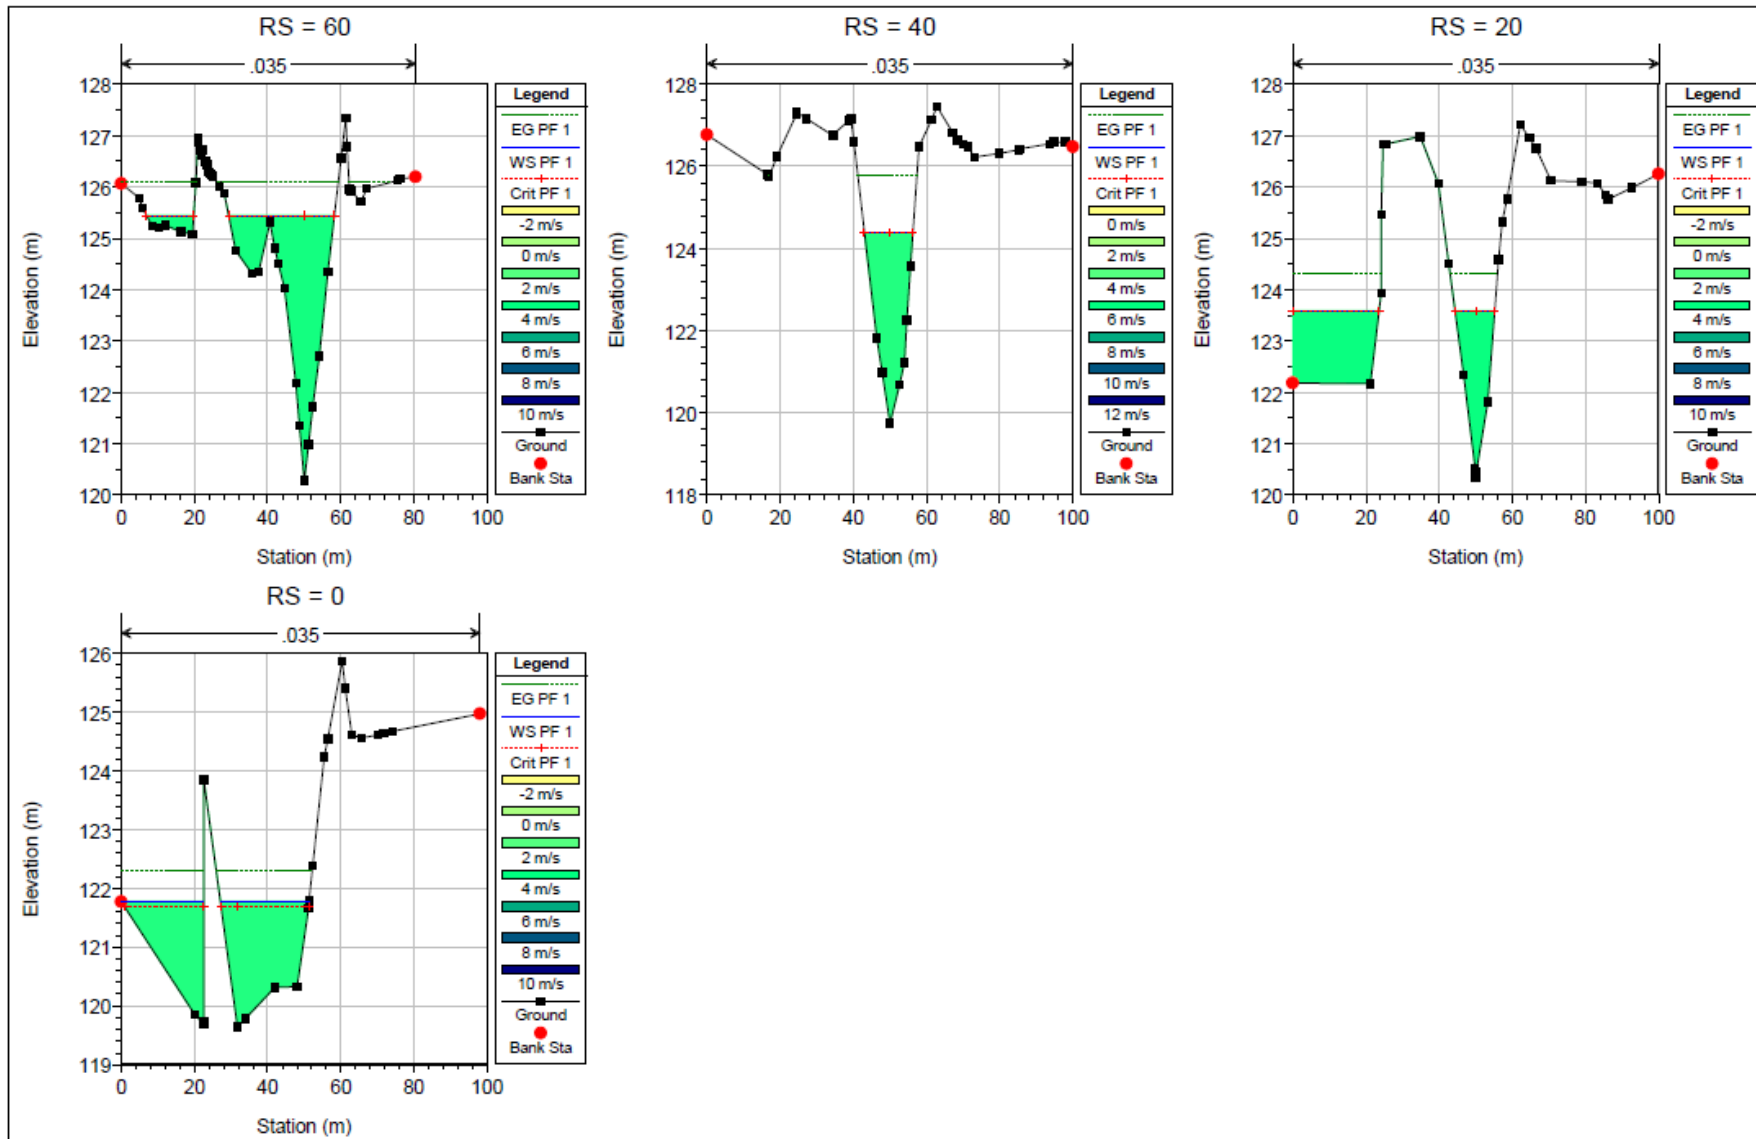 RS = 60
.035
128
127
126
125
124
123
122
121
120
0
20
40
60
80
100
Elevation (m)
Station (m)
Legend
EG PF 1
WS PF 1
Crit PF 1
-2 m/s
0 m/s
2 m/s
4 m/s
6 m/s
8 m/s
10 m/s
Ground
Bank Sta
RS = 40
.035
128
126
124
122
120
118
0
20
40
60
80
100
Elevation (m)
Station (m)
Legend
EG PF 1
WS PF 1
Crit PF 1
0 m/s
2 m/s
4 m/s
6 m/s
8 m/s
10 m/s
12 m/s
Ground
Bank Sta
RS = 20
.035
128
127
126
125
124
123
122
121
120
0
20
40
60
80
100
Elevation (m)
Station (m)
Legend
EG PF 1
WS PF 1
Crit PF 1
-2 m/s
0 m/s
2 m/s
4 m/s
6 m/s
8 m/s
10 m/s
Ground
Bank Sta
RS = 0
.035
126
125
124
123
122
121
120
119
0
20
40
60
80
100
Elevation (m)
Station (m)
Legend
EG PF 1
WS PF 1
Crit PF 1
-2 m/s
0 m/s
2 m/s
4 m/s
6 m/s
8 m/s
10 m/s
Ground
Bank Sta